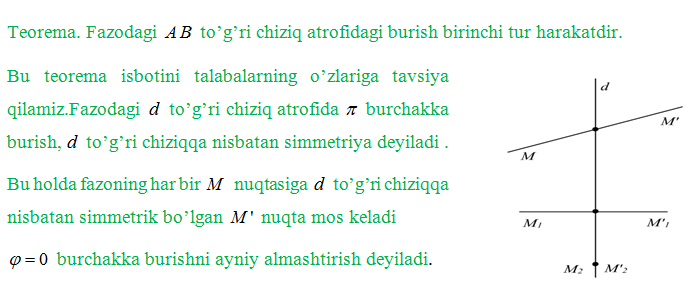 Teorema. Fazodagi AB to’g’ri chiziq atrofidagi burish birinchi tur harakatdir.
Bu teorema isbotini talabalarning o’zlariga tavsiya
qilamiz.Fazodagi d to’g’ri chiziq atrofida π burchakka
burish, d to’g’ri chiziqqa nisbatan simmetriya deyiladi .
Bu holda fazoning har bir M nuqtasiga d to’g’ri chiziqqa
nisbatan simmetrik bo’lgan M' nuqta mos keladi
φ = 0 burchakka burishni ayniy almashtirish deyiladi.
d
M'
M
M₁ M'₁
M₂ M'₂